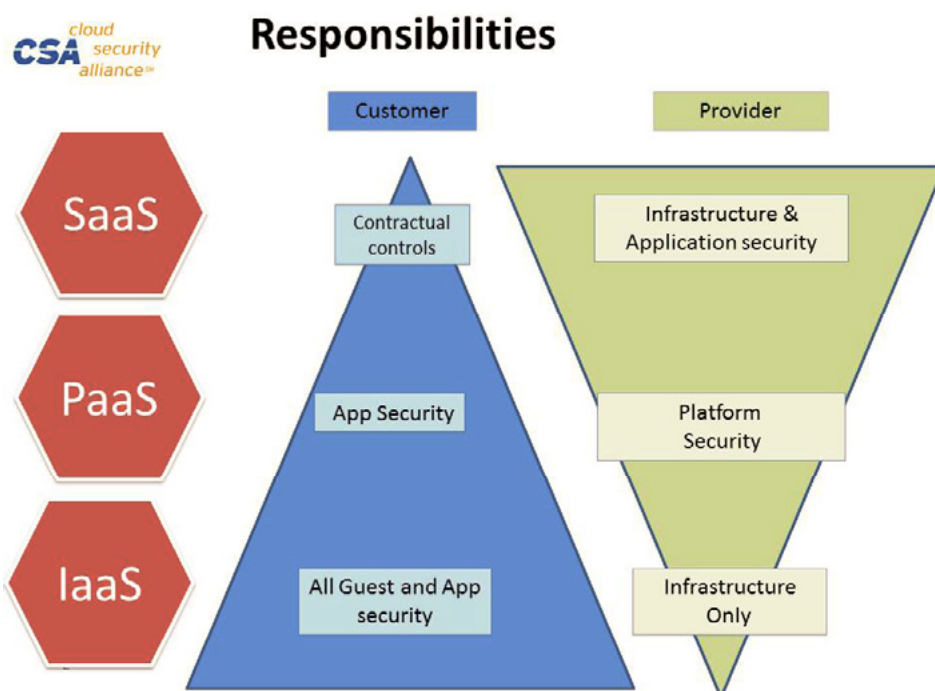 cloud
CSA security
alliance℠
Responsibilities
Customer
Provider
SaaS
Contractual
controls
Infrastructure &
Application security
PaaS
App Security
Platform
Security
IaaS
All Guest and App
security
Infrastructure
Only